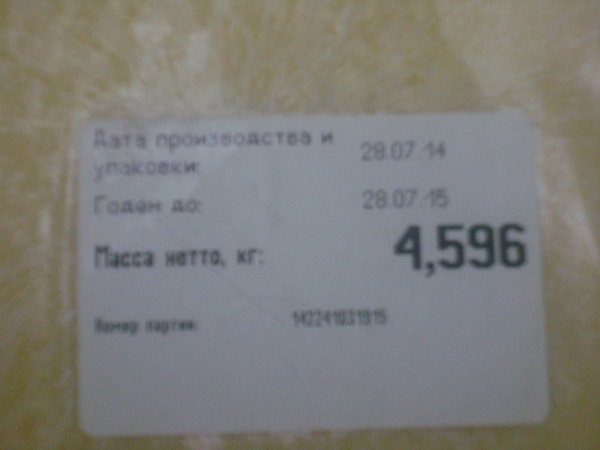 Дата производства и
упаковки: 28.07.14
Годен до: 28.07.15
Масса нетто, кг: 4,596
Номер партии: